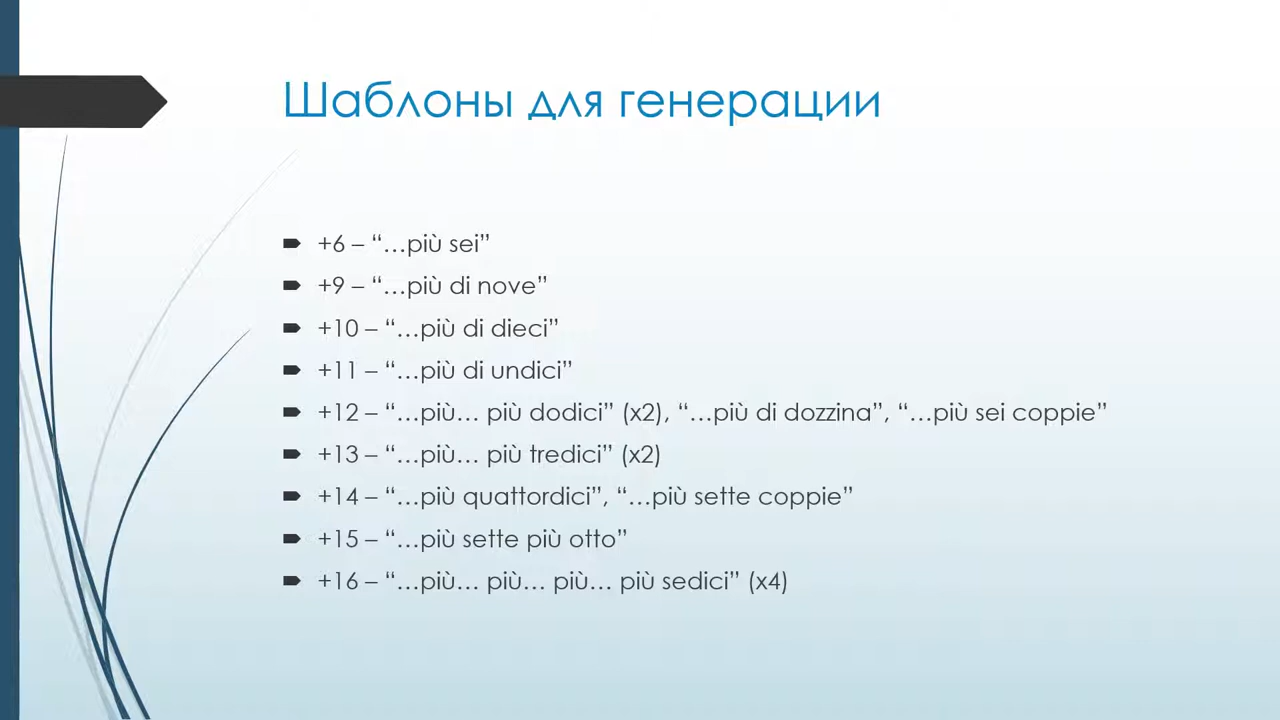 Шаблоны для генерации
+6 – “…più sei”
+9 – “…più di nove”
+10 – “…più di dieci”
+11 – “…più di undici”
+12 – “…più… più dodici” (x2), “…più di dozzina”, “…più sei coppie”
+13 – “…più… più tredici” (x2)
+14 – “…più quattordici”, “…più sette coppie”
+15 – “…più sette più otto”
+16 – “…più… più… più… più sedici” (x4)